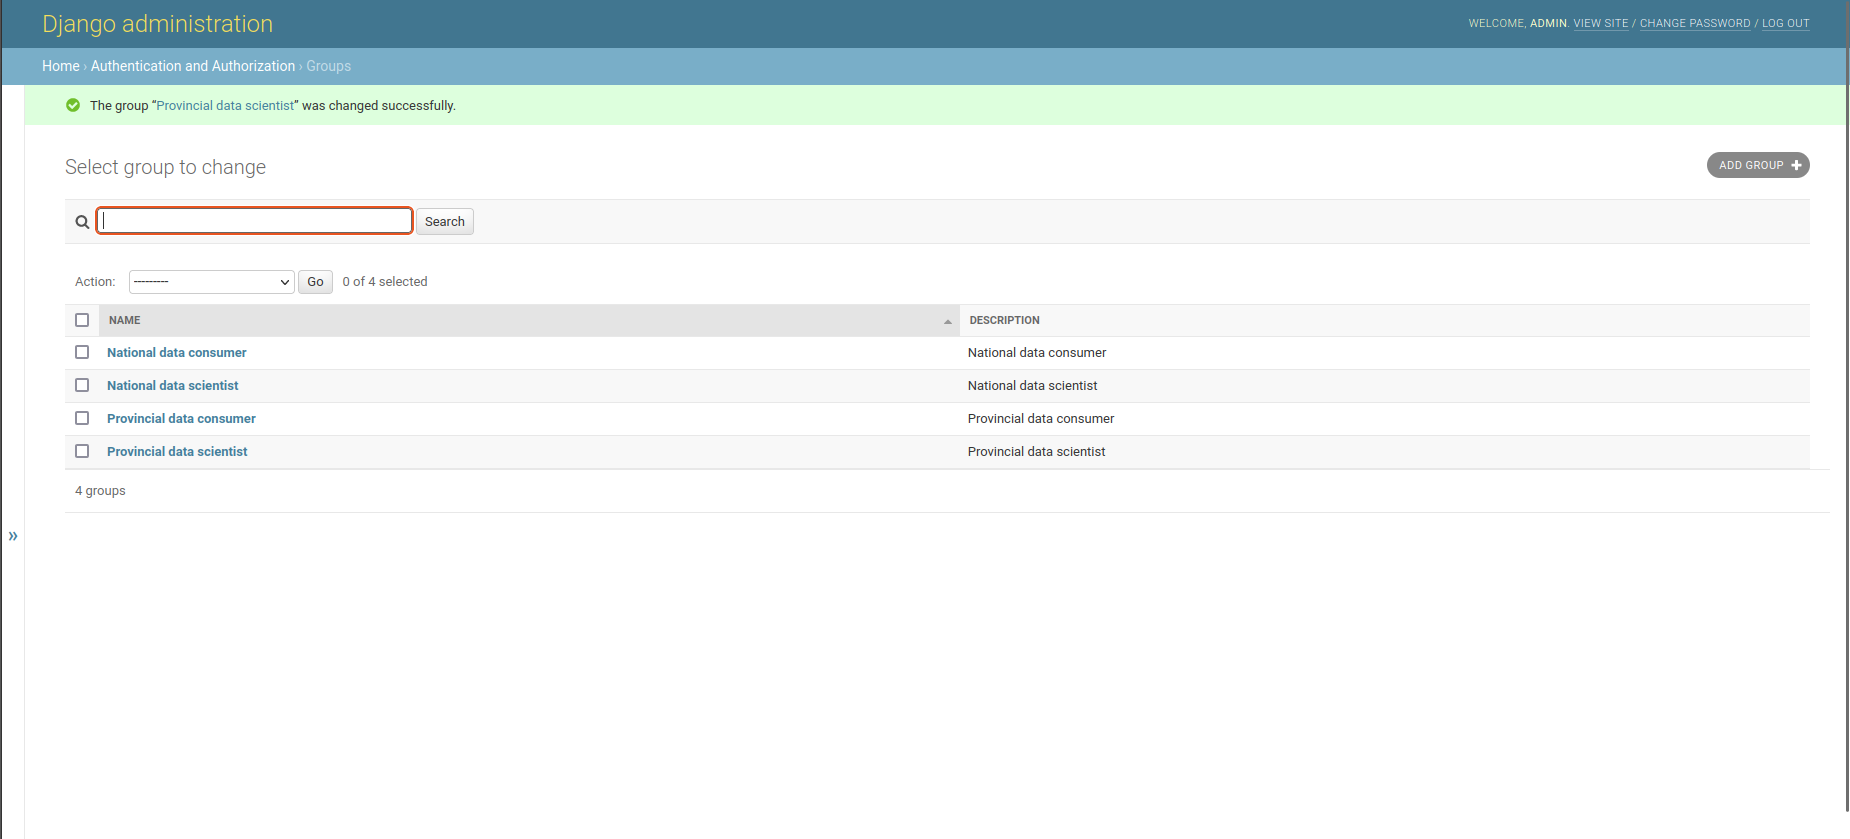 Django administration
WELCOME, ADMIN. VIEW SITE / CHANGE PASSWORD / LOG OUT
Home › Authentication and Authorization › Groups
The group “Provincial data scientist” was changed successfully.
Select group to change
ADD GROUP +
Search
Action: --------- Go 0 of 4 selected
NAME DESCRIPTION
National data consumer National data consumer
National data scientist National data scientist
Provincial data consumer Provincial data consumer
Provincial data scientist Provincial data scientist
4 groups
»